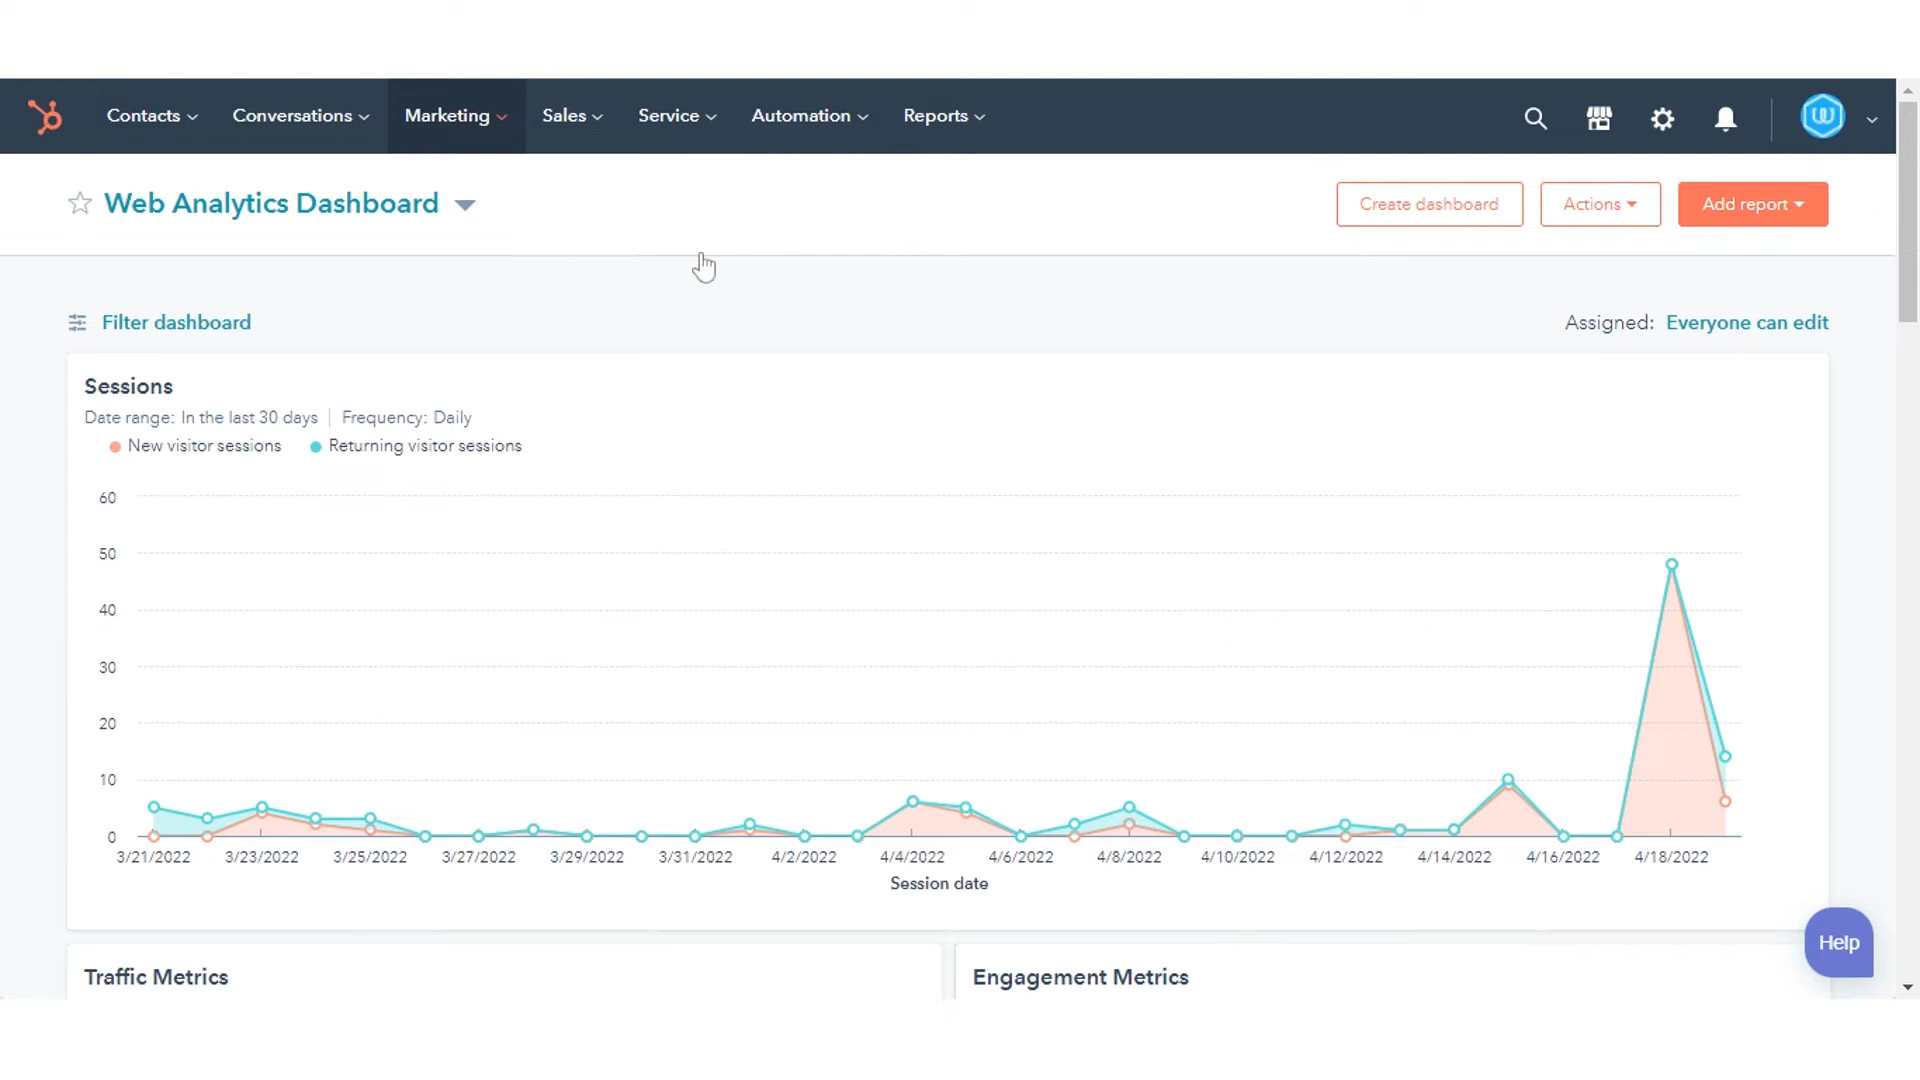 Contacts Conversations Marketing Sales Service Automation Reports
Web Analytics Dashboard
Create dashboard
Actions
Add report
Filter dashboard
Assigned: Everyone can edit
Sessions
Date range: In the last 30 days | Frequency: Daily
New visitor sessions Returning visitor sessions
60
50
40
30
20
10
0
3/21/2022 3/23/2022 3/25/2022 3/27/2022 3/29/2022 3/31/2022 4/2/2022 4/4/2022 4/6/2022 4/8/2022 4/10/2022 4/12/2022 4/14/2022 4/16/2022 4/18/2022
Session date
Help
Traffic Metrics
Engagement Metrics